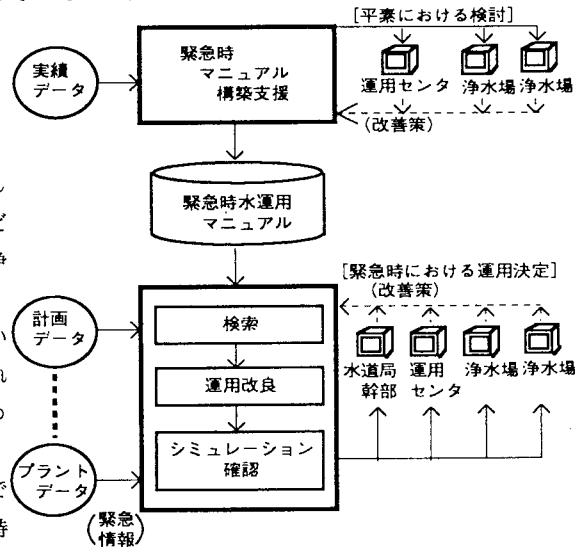 [平素における検討]
実績
データ
緊急時
マニュアル
構築支援
運用センタ 浄水場 浄水場
(改善策)
緊急時水運用
マニュアル
[緊急時における運用決定]
(改善策)
計画
データ
検索
運用改良
シミュレーション
確認
水道局
幹部
運用
センタ
浄水場 浄水場
プラント
データ
(緊急
情報)
い
れ
で
時